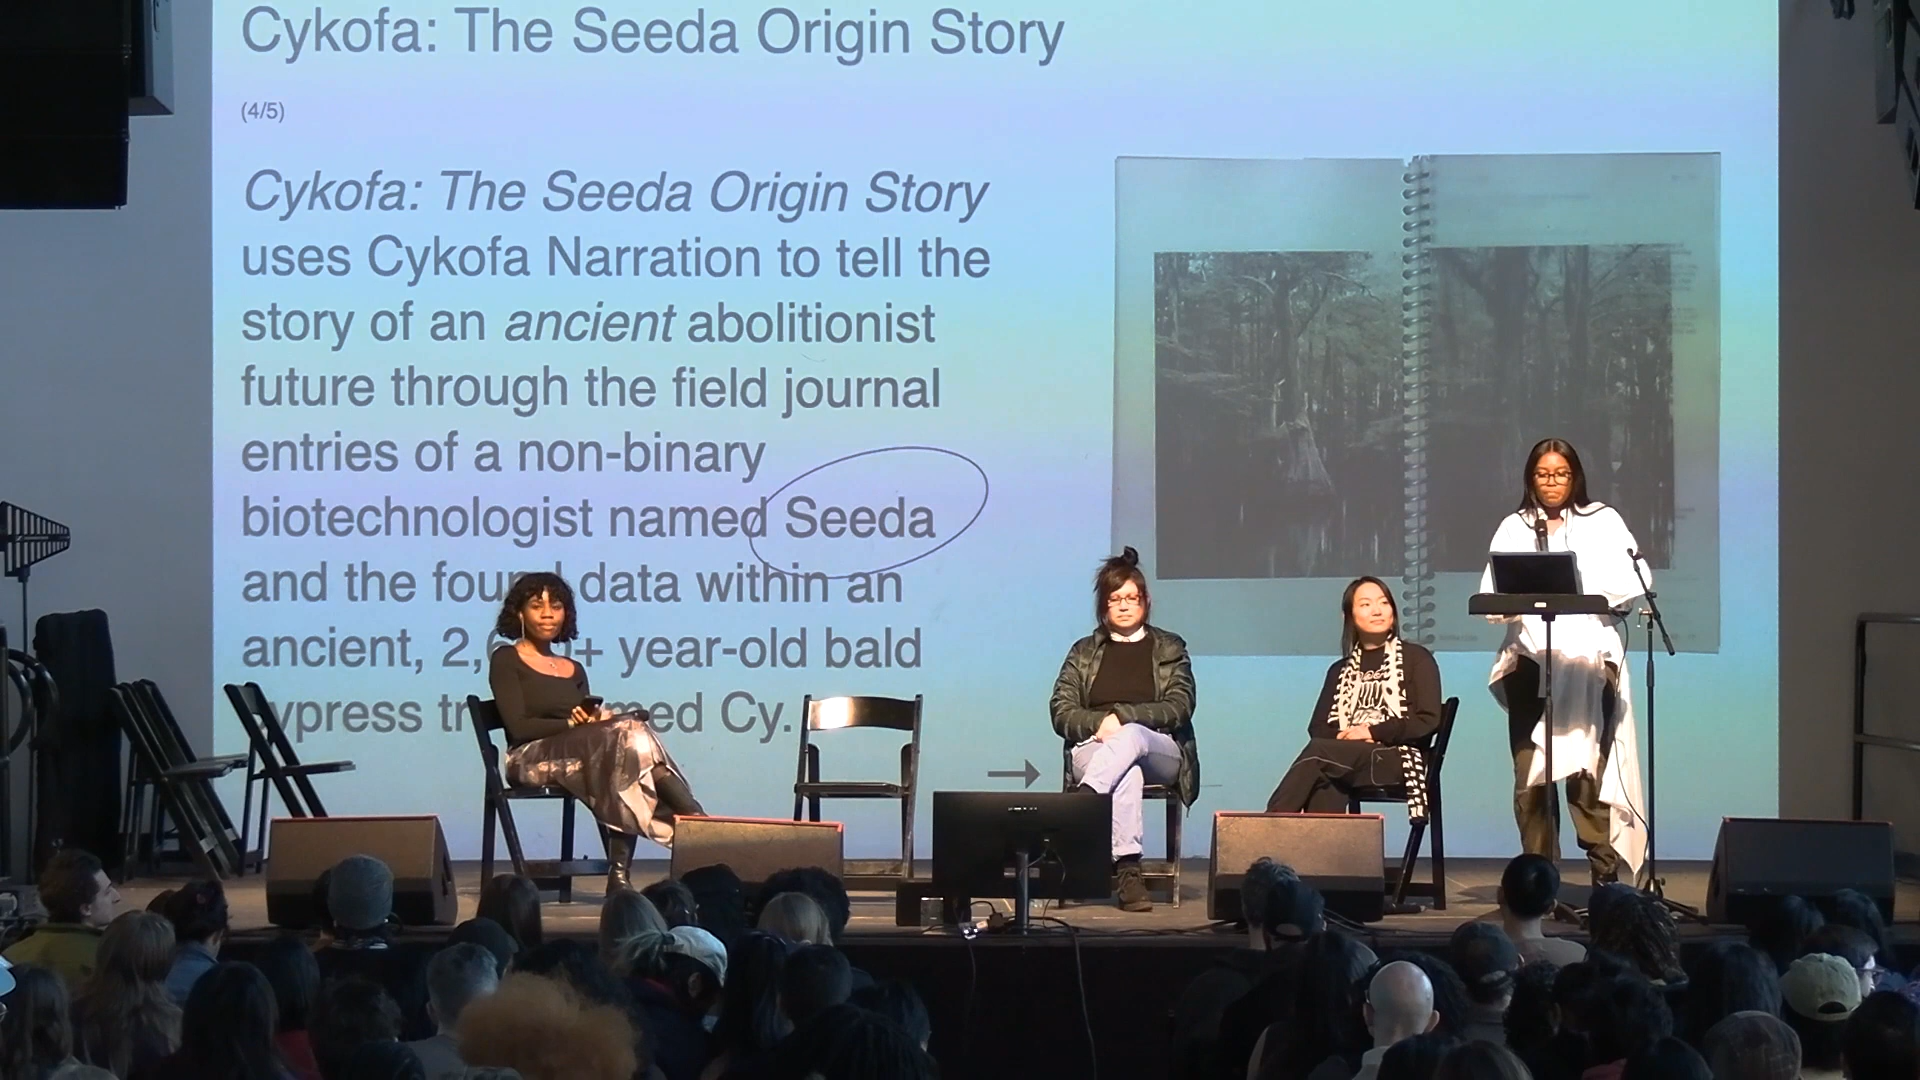 Cykofa: The Seeda Origin Story
(4/5)
Cykofa: The Seeda Origin Story
uses Cykofa Narration to tell the
story of an ancient abolitionist
future through the field journal
entries of a non-binary
biotechnologist named Seeda
and the data within an
ancient, year-old bald
Cy.